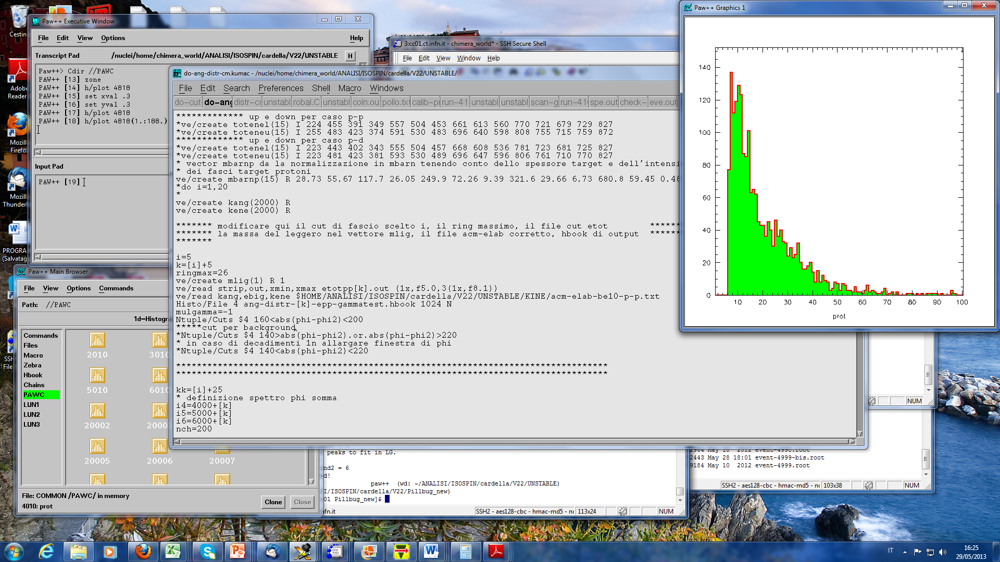 Cestin
Adobe
Reader
Mozill
Firefo
Mozill
Thunder
PROGRA
(Salvatag
SSH
File
Paw++ Executive Window
File Edit View Options Help
Transcript Pad /nuclei/home/chimera_world/ANALISI/ISOSPIN/cardella/V22/UNSTABLE H
Paw++> Cdir //PAWC
PAW++ [13] zone
PAW++ [14] h/plot 4010
PAW++ [15] set xval .3
PAW++ [16] set yval .3
PAW++ [17] h/plot 4010
PAW++ [18] h/plot 4010(1.:100.)
Input Pad
PAW++ [19]
Paw++ Main Browser
File View Options Commands
Path: //PAWC
1d-Histogra
Commands
Files
Macro
Zebra
Hbook
Chains
PAWC
LUN1
LUN2
LUN3
2010 3010
5010 6010
20002 2000
20005 20006 20007
File: COMMON /PAWC/ in memory
4010: prot
Clone Close
3:cc01.ct.infn.it - chimera_world* - SSH Secure Shell
File Edit View Window Help
do-ang-distr-cm.kumac - /nuclei/home/chimera_world/ANALISI/ISOSPIN/cardella/V22/UNSTABLE/
File Edit Search Preferences Shell Macro Windows
do-cut- do-ang distr-cr unstabl robal.C unstabl coin.ou pollo.txt calib-pi run-41 unstabl unstabl scan-g run-41 spe.out check- eve.out
************* up e down per caso p-p
*ve/create totenel(15) I 224 455 391 349 557 504 453 661 613 560 770 721 679 729 827
*ve/create toteneu(15) I 255 483 423 374 591 530 483 696 640 598 808 755 715 759 872
************* up e down per caso p-d
*ve/create totenel(15) I 223 443 402 343 555 504 457 668 608 536 781 723 681 725 827
*ve/create toteneu(15) I 223 481 423 381 593 530 489 696 647 596 806 761 710 770 827
* vector mbarnp da la normalizzazione in mbarn tenendo conto dello spessore target e dell'intensi
* dei fasci target protoni
ve/create mbarnp(15) R 28.73 55.67 117.7 26.05 249.9 72.26 9.39 321.6 29.66 6.73 680.8 59.45 0.48
*do i=1,20
*
ve/create kang(2000) R
ve/create kene(2000) R
******* modificare qui il cut di fascio scelto i, il ring massimo, il file cut etot ******
******* la massa del leggero nel vettore mlig, il file acm-elab corretto, hbook di output ******
*******
i=5
k=[i]+5
ringmax=26
ve/create mlig(1) R 1
ve/read strip,out,xmin,xmax etotpp[k].out (1x,f5.0,3(1x,f8.1))
ve/read kang,ebig,kene $HOME/ANALISI/ISOSPIN/cardella/V22/UNSTABLE/KINE/acm-elab-be10-p-p.txt
Histo/File 4 ang-distr-[k]-epp-gammatest.hbook 1024 N
mulgamma=-1
Ntuple/Cuts $4 160<abs(phi-phi2)<200
*****cut per background
*Ntuple/Cuts $4 140>abs(phi-phi2).or.abs(phi-phi2)>220
* in caso di decadimenti 1n allargare finestra di phi
*Ntuple/Cuts $4 140<abs(phi-phi2)<220
***********************************************************************************
***********************************************************************************
kk=[i]+25
* definizione spettro phi somma
i4=4000+[k]
i5=5000+[k]
i6=6000+[k]
nch=200
Paw++ Graphics 1
140
120
100
80
60
40
20
0
10 20 30 40 50 60 70 80 90 100
prot
NUM
peaks to fit in LG.
nd2 = 6
d!
paw++ (wd: ~/ANALISI/ISOSPIN/cardella/V22/UNSTABLE)
I/ISOSPIN/cardella/V22/Pillbug_new)
01 Pillbug_new]$
nfn.it SSH2 - aes128-cbc - hmac-md5 - nc 113x24 NUM
2984 May 10 2012 event-4998.root
2443 May 28 18:01 event-4999-bis.root
9184 May 10 2012 event-4999.root
SSH2 - aes128-cbc - hmac-md5 - nc 103x38 NUM
IT
16:25
29/05/2013